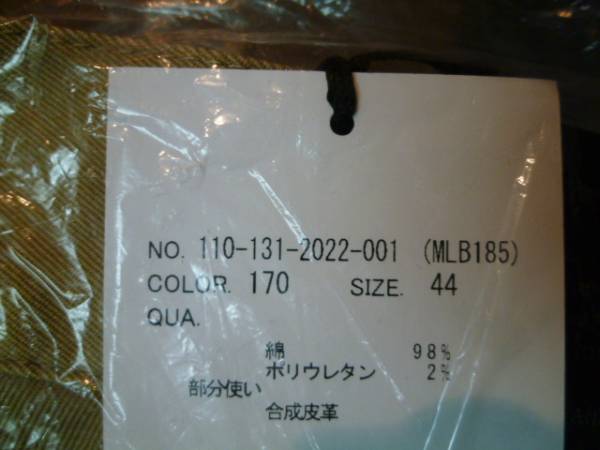 NO. 110-131-2022-001 (MLB185)
COLOR. 170 SIZE. 44
QUA.
綿 98%
ポリウレタン 2%
部分使い
合成皮革